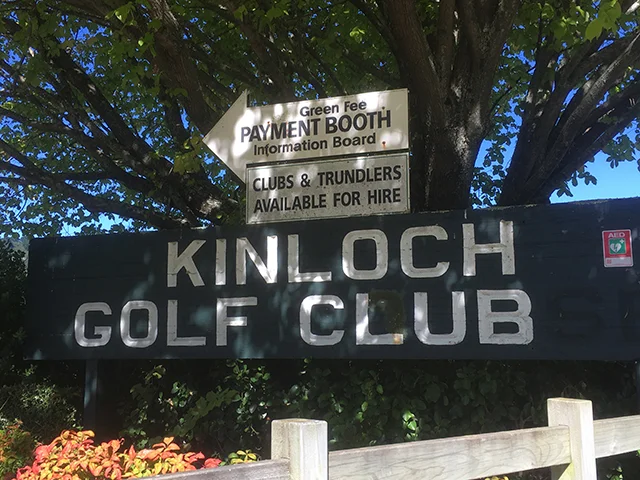 Green Fee
PAYMENT BOOTH
Information Board
CLUBS & TRUNDLERS
AVAILABLE FOR HIRE
KINLOCH
GOLF CLUB
AED